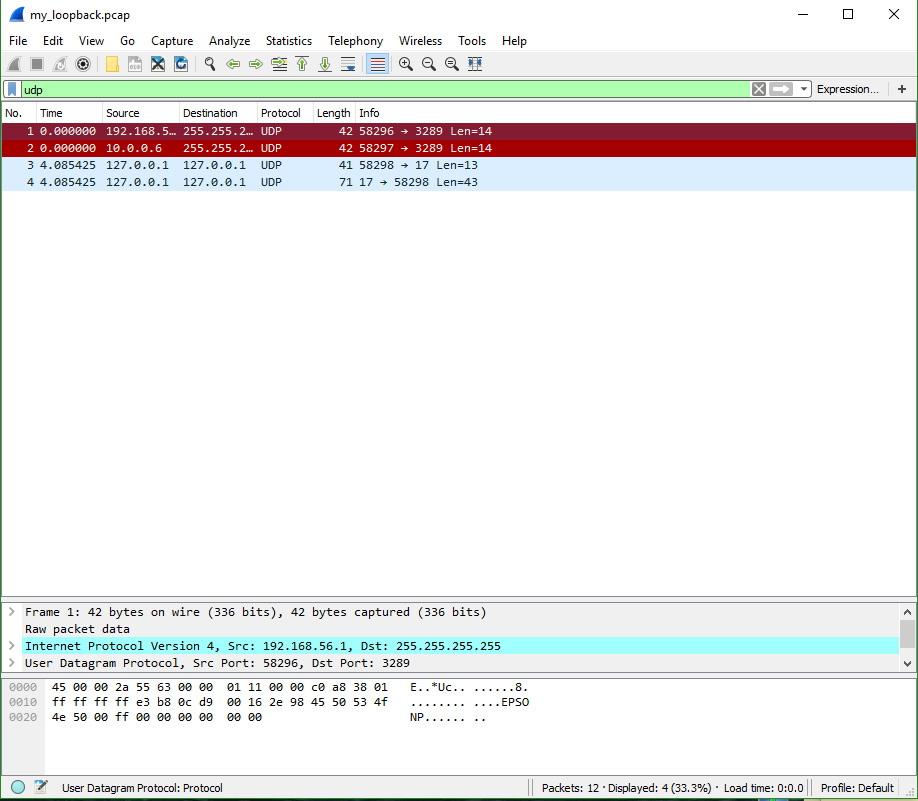 my_loopback.pcap
File Edit View Go Capture Analyze Statistics Telephony Wireless Tools Help
udp Expression... +
No. Time Source Destination Protocol Length Info
1 0.000000 192.168.5… 255.255.2… UDP 42 58296 → 3289 Len=14
2 0.000000 10.0.0.6 255.255.2… UDP 42 58297 → 3289 Len=14
3 4.085425 127.0.0.1 127.0.0.1 UDP 41 58298 → 17 Len=13
4 4.085425 127.0.0.1 127.0.0.1 UDP 71 17 → 58298 Len=43
Frame 1: 42 bytes on wire (336 bits), 42 bytes captured (336 bits)
Raw packet data
Internet Protocol Version 4, Src: 192.168.56.1, Dst: 255.255.255.255
User Datagram Protocol, Src Port: 58296, Dst Port: 3289
0000 45 00 00 2a 55 63 00 00 01 11 00 00 c0 a8 38 01 E..*Uc.. ......8.
0010 ff ff ff ff e3 b8 0c d9 00 16 2e 98 45 50 53 4f ........ ....EPSO
0020 4e 50 00 ff 00 00 00 00 00 00 NP...... ..
User Datagram Protocol: Protocol Packets: 12 · Displayed: 4 (33.3%) · Load time: 0:0.0 Profile: Default